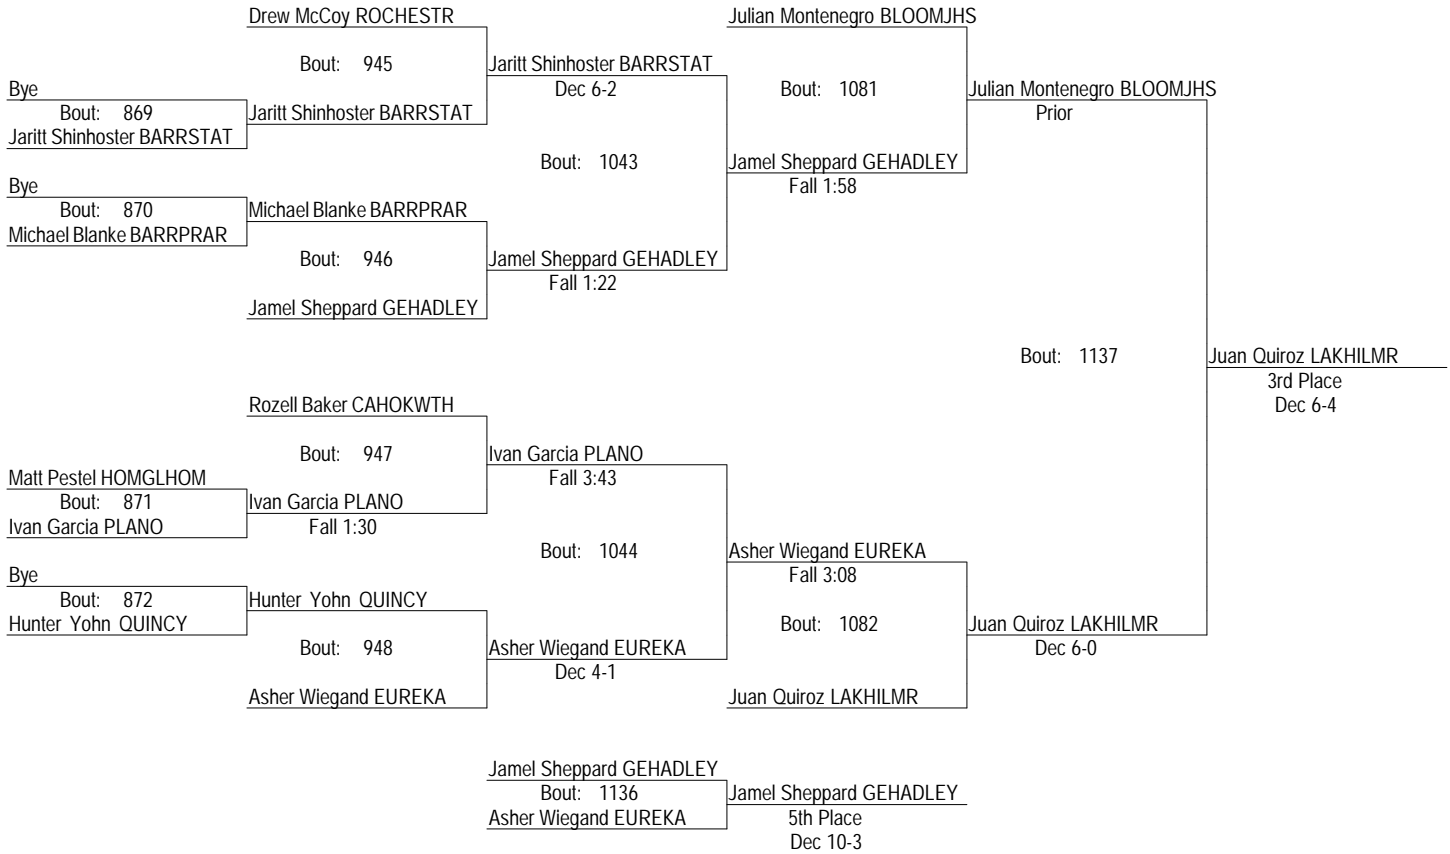 Drew McCoy ROCHESTR
Julian Montenegro BLOOMJHS
Bout: 945
Jaritt Shinhoster BARRSTAT
Dec 6-2
Bye
Bout: 1081
Julian Montenegro BLOOMJHS
Prior
Bout: 869
Jaritt Shinhoster BARRSTAT
Jaritt Shinhoster BARRSTAT
Bout: 1043
Jamel Sheppard GEHADLEY
Fall 1:58
Bye
Bout: 870
Michael Blanke BARRPRAR
Michael Blanke BARRPRAR
Bout: 946
Jamel Sheppard GEHADLEY
Fall 1:22
Jamel Sheppard GEHADLEY
Bout: 1137
Juan Quiroz LAKHILMR
3rd Place
Dec 6-4
Rozell Baker CAHOKWTH
Bout: 947
Ivan Garcia PLANO
Fall 3:43
Matt Pestel HOMGLHOM
Bout: 871
Ivan Garcia PLANO
Ivan Garcia PLANO
Fall 1:30
Bout: 1044
Asher Wiegand EUREKA
Fall 3:08
Bye
Bout: 872
Hunter Yohn QUINCY
Hunter Yohn QUINCY
Bout: 1082
Juan Quiroz LAKHILMR
Dec 6-0
Bout: 948
Asher Wiegand EUREKA
Dec 4-1
Asher Wiegand EUREKA
Juan Quiroz LAKHILMR
Jamel Sheppard GEHADLEY
Bout: 1136
Jamel Sheppard GEHADLEY
Asher Wiegand EUREKA
5th Place
Dec 10-3